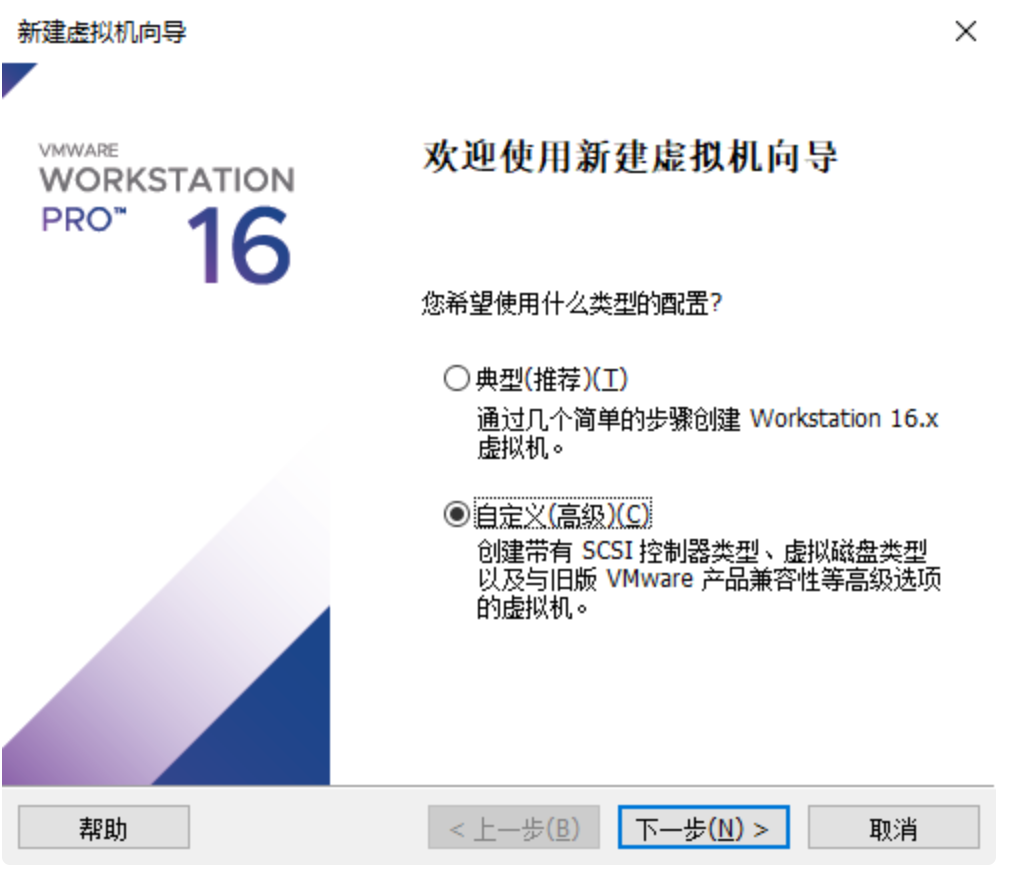 新建虚拟机向导
VMWARE
WORKSTATION
PRO™
16
欢迎使用新建虚拟机向导
您希望使用什么类型的配置?
典型(推荐)(T)
通过几个简单的步骤创建 Workstation 16.x
虚拟机。
自定义(高级)(C)
创建带有 SCSI 控制器类型、虚拟磁盘类型
以及与旧版 VMware 产品兼容性等高级选项
的虚拟机。
帮助
< 上一步(B)
下一步(N) >
取消